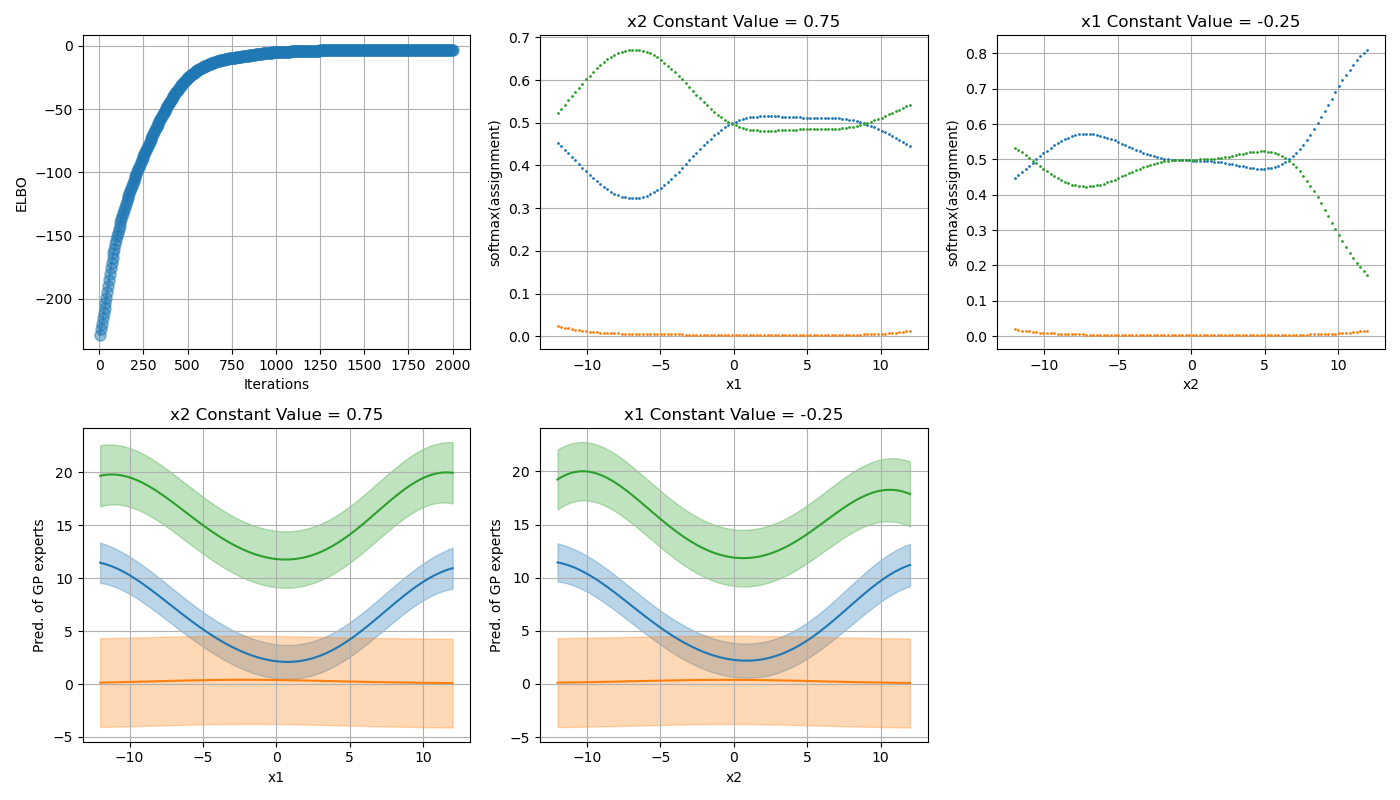 x2 Constant Value = 0.75
x1 Constant Value = -0.25
0
−50
−100
−150
−200
ELBO
0 250 500 750 1000 1250 1500 1750 2000
Iterations
0.7
0.6
0.5
0.4
0.3
0.2
0.1
0.0
softmax(assignment)
−10 −5 0 5 10
x1
0.8
0.7
0.6
0.5
0.4
0.3
0.2
0.1
0.0
softmax(assignment)
−10 −5 0 5 10
x2
x2 Constant Value = 0.75
20
15
10
5
0
−5
Pred. of GP experts
−10 −5 0 5 10
x1
x1 Constant Value = -0.25
20
15
10
5
0
−5
Pred. of GP experts
−10 −5 0 5 10
x2